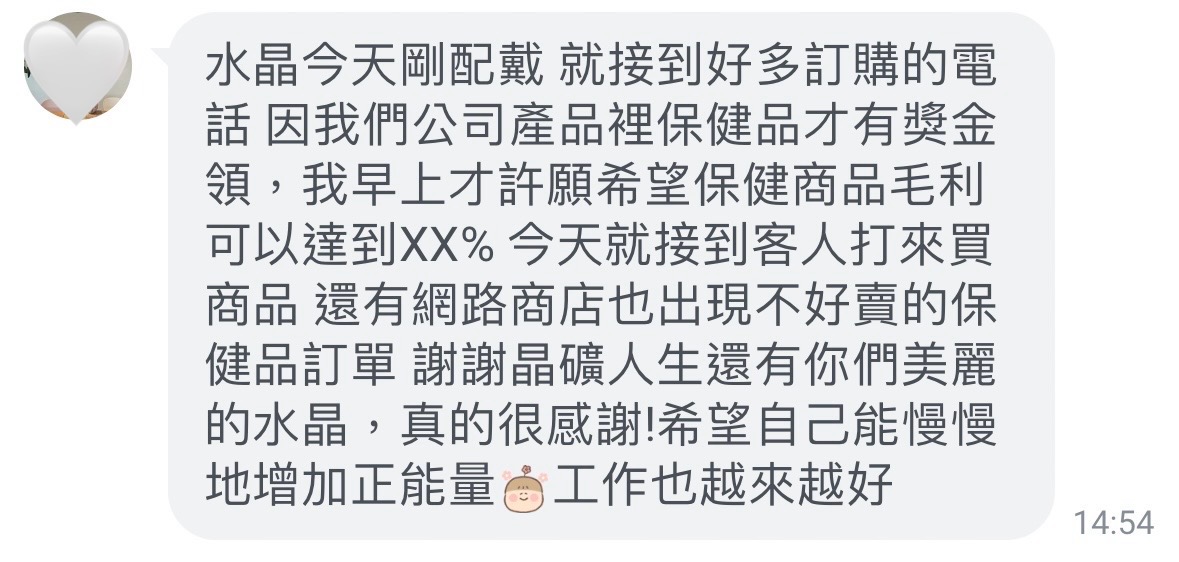 水晶今天剛配戴 就接到好多訂購的電
話 因我們公司產品裡保健品才有獎金
領，我早上才許願希望保健商品毛利
可以達到XX% 今天就接到客人打來買
商品 還有網路商店也出現不好賣的保
健品訂單 謝謝晶礦人生還有你們美麗
的水晶，真的很感謝!希望自己能慢慢
地增加正能量工作也越來越好
14:54